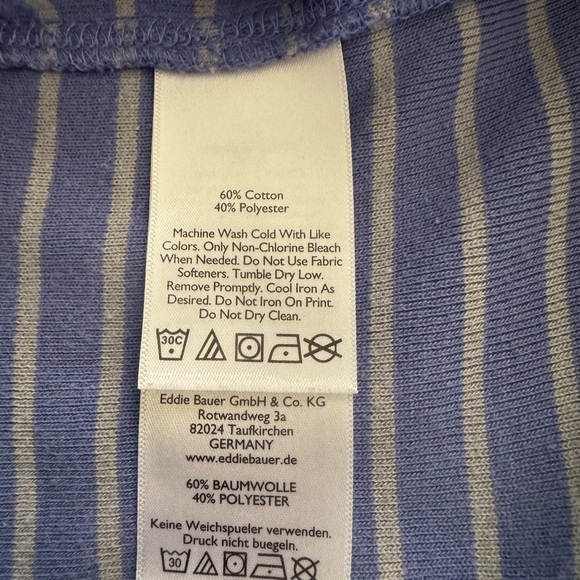 60% Cotton
40% Polyester
Machine Wash Cold With Like
Colors. Only Non-Chlorine Bleach
When Needed. Do Not Use Fabric
Softeners. Tumble Dry Low.
Remove Promptly. Cool Iron As
Desired. Do Not Iron On Print.
Do Not Dry Clean.
30C
Eddie Bauer GmbH & Co. KG
Rotwandweg 3a
82024 Taufkirchen
GERMANY
www.eddiebauer.de
60% BAUMWOLLE
40% POLYESTER
Keine Weichspueler verwenden.
Druck nicht buegeln.
30